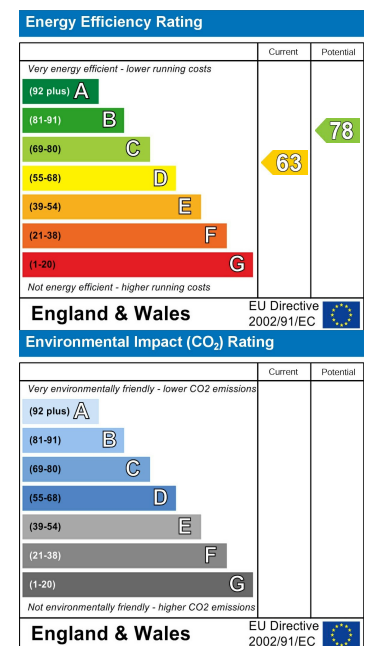 Energy Efficiency Rating
Current Potential
Very energy efficient - lower running costs
(92 plus) A
(81-91) B
78
(69-80) C
63
(55-68) D
(39-54) E
(21-38) F
(1-20) G
Not energy efficient - higher running costs
England & Wales
EU Directive
2002/91/EC
Environmental Impact (CO₂) Rating
Current Potential
Very environmentally friendly - lower CO2 emissions
(92 plus) A
(81-91) B
(69-80) C
(55-68) D
(39-54) E
(21-38) F
(1-20) G
Not environmentally friendly - higher CO2 emissions
England & Wales
EU Directive
2002/91/EC